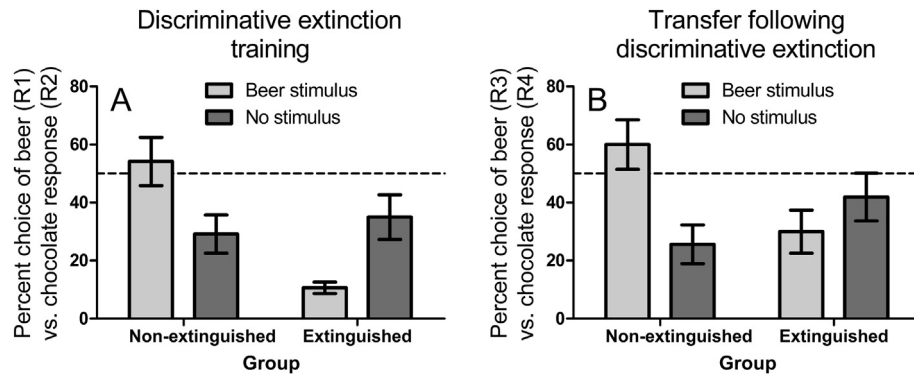 Discriminative extinction
training
Percent choice of beer (R1)
vs. chocolate response (R2)
80
60
40
20
0
A
Beer stimulus
No stimulus
Non-extinguished
Extinguished
Group
Transfer following
discriminative extinction
Percent choice of beer (R3)
vs. chocolate response (R4)
80
60
40
20
0
B
Beer stimulus
No stimulus
Non-extinguished
Extinguished
Group